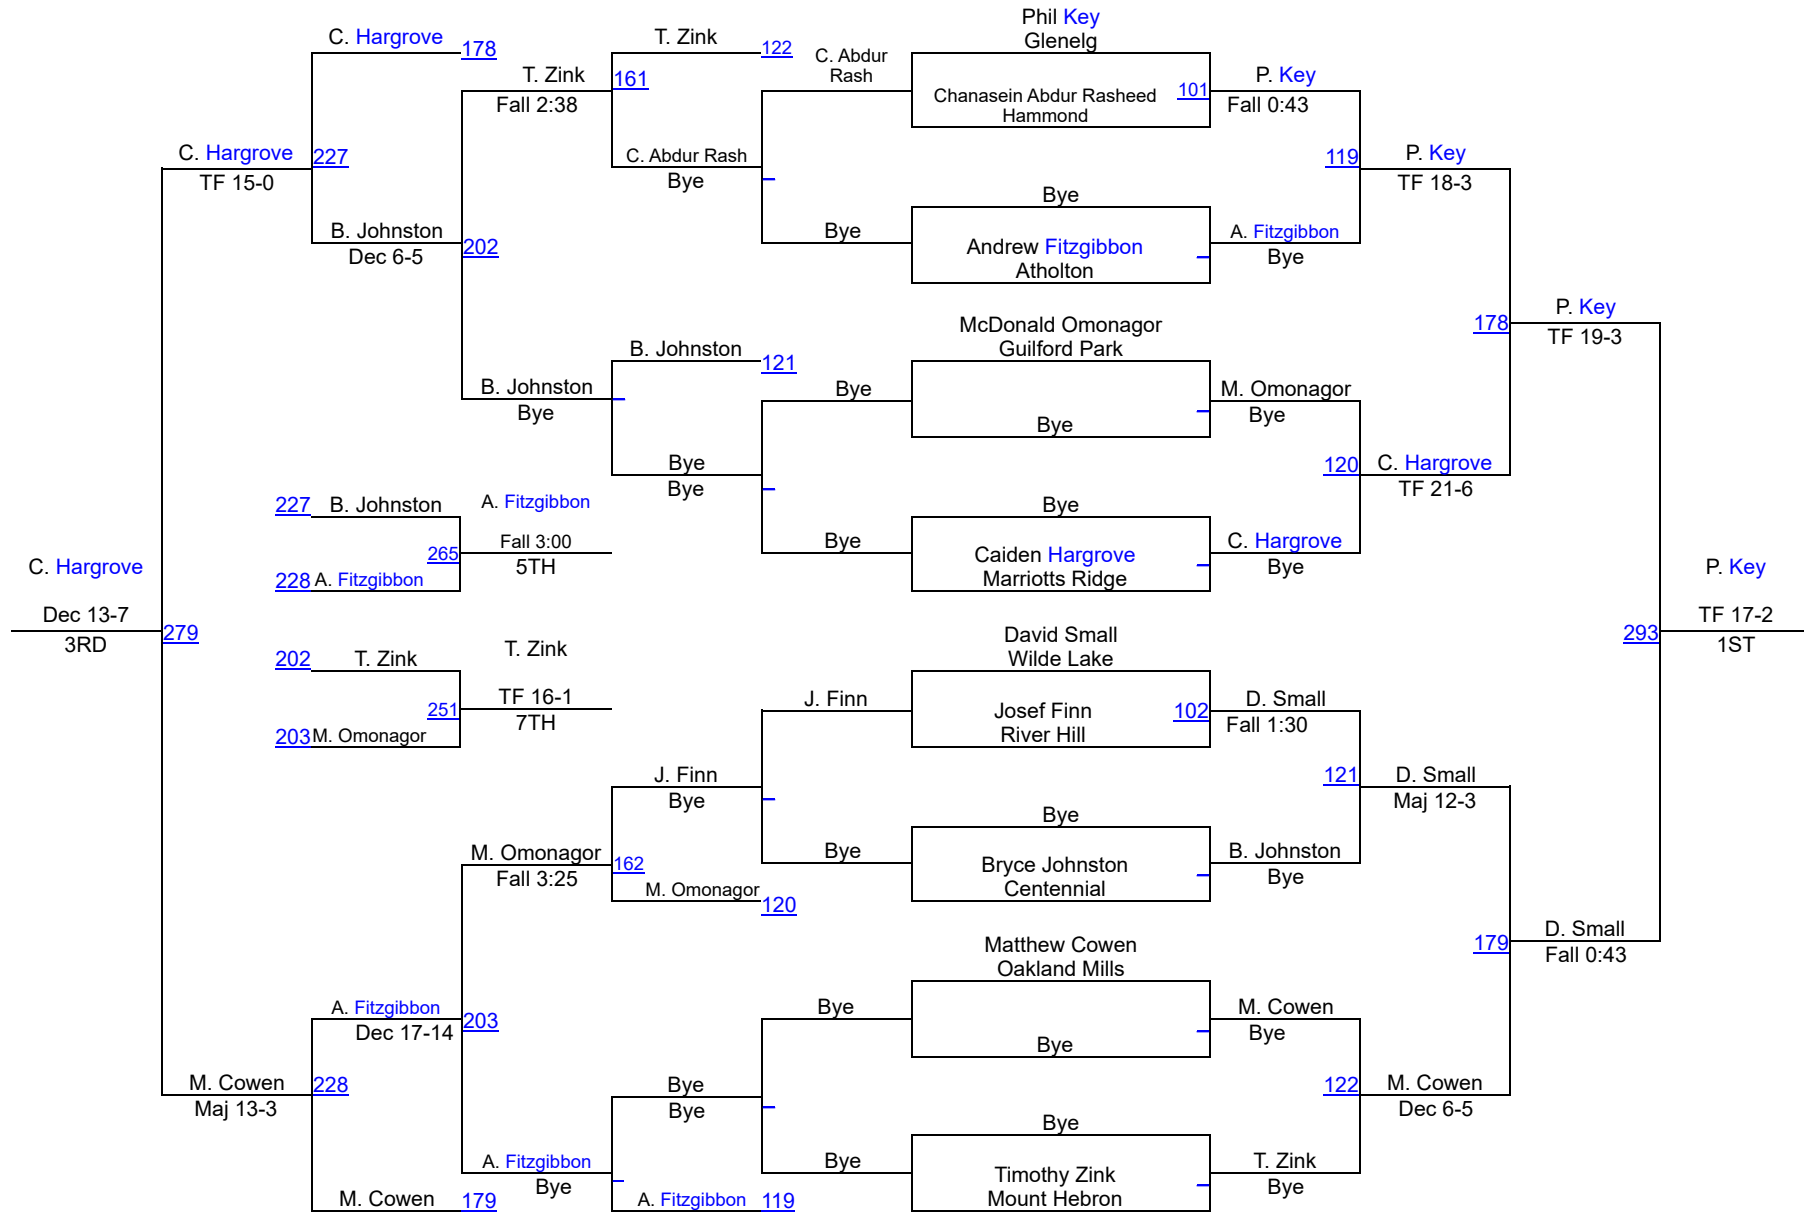 Phil Key
Glenelg
C. Hargrove
178
T. Zink
122
C. Abdur
Rash
T. Zink
161
Fall 2:38
Chanasein Abdur Rasheed
Hammond
101
P. Key
Fall 0:43
C. Hargrove
227
TF 15-0
C. Abdur Rash
Bye
119
P. Key
TF 18-3
Bye
B. Johnston
202
Dec 6-5
Bye
Andrew Fitzgibbon
Atholton
A. Fitzgibbon
Bye
McDonald Omonagor
Guilford Park
178
P. Key
TF 19-3
B. Johnston
121
B. Johnston
Bye
Bye
Bye
M. Omonagor
Bye
Bye
Bye
120
C. Hargrove
TF 21-6
227
B. Johnston
A. Fitzgibbon
Bye
265
Fall 3:00
5TH
Bye
Caiden Hargrove
Marriotts Ridge
C. Hargrove
Bye
228
A. Fitzgibbon
C. Hargrove
Dec 13-7
3RD
279
P. Key
TF 17-2
1ST
293
David Small
Wilde Lake
202
T. Zink
T. Zink
251
TF 16-1
7TH
203
M. Omonagor
J. Finn
Josef Finn
River Hill
102
D. Small
Fall 1:30
J. Finn
Bye
121
D. Small
Maj 12-3
Bye
M. Omonagor
162
Fall 3:25
Bye
Bryce Johnston
Centennial
B. Johnston
Bye
M. Omonagor
120
Matthew Cowen
Oakland Mills
179
D. Small
Fall 0:43
A. Fitzgibbon
203
Dec 17-14
Bye
Bye
M. Cowen
Bye
M. Cowen
228
Maj 13-3
Bye
Bye
122
M. Cowen
Dec 6-5
Bye
A. Fitzgibbon
Bye
Bye
Timothy Zink
Mount Hebron
T. Zink
Bye
M. Cowen
179
A. Fitzgibbon
119